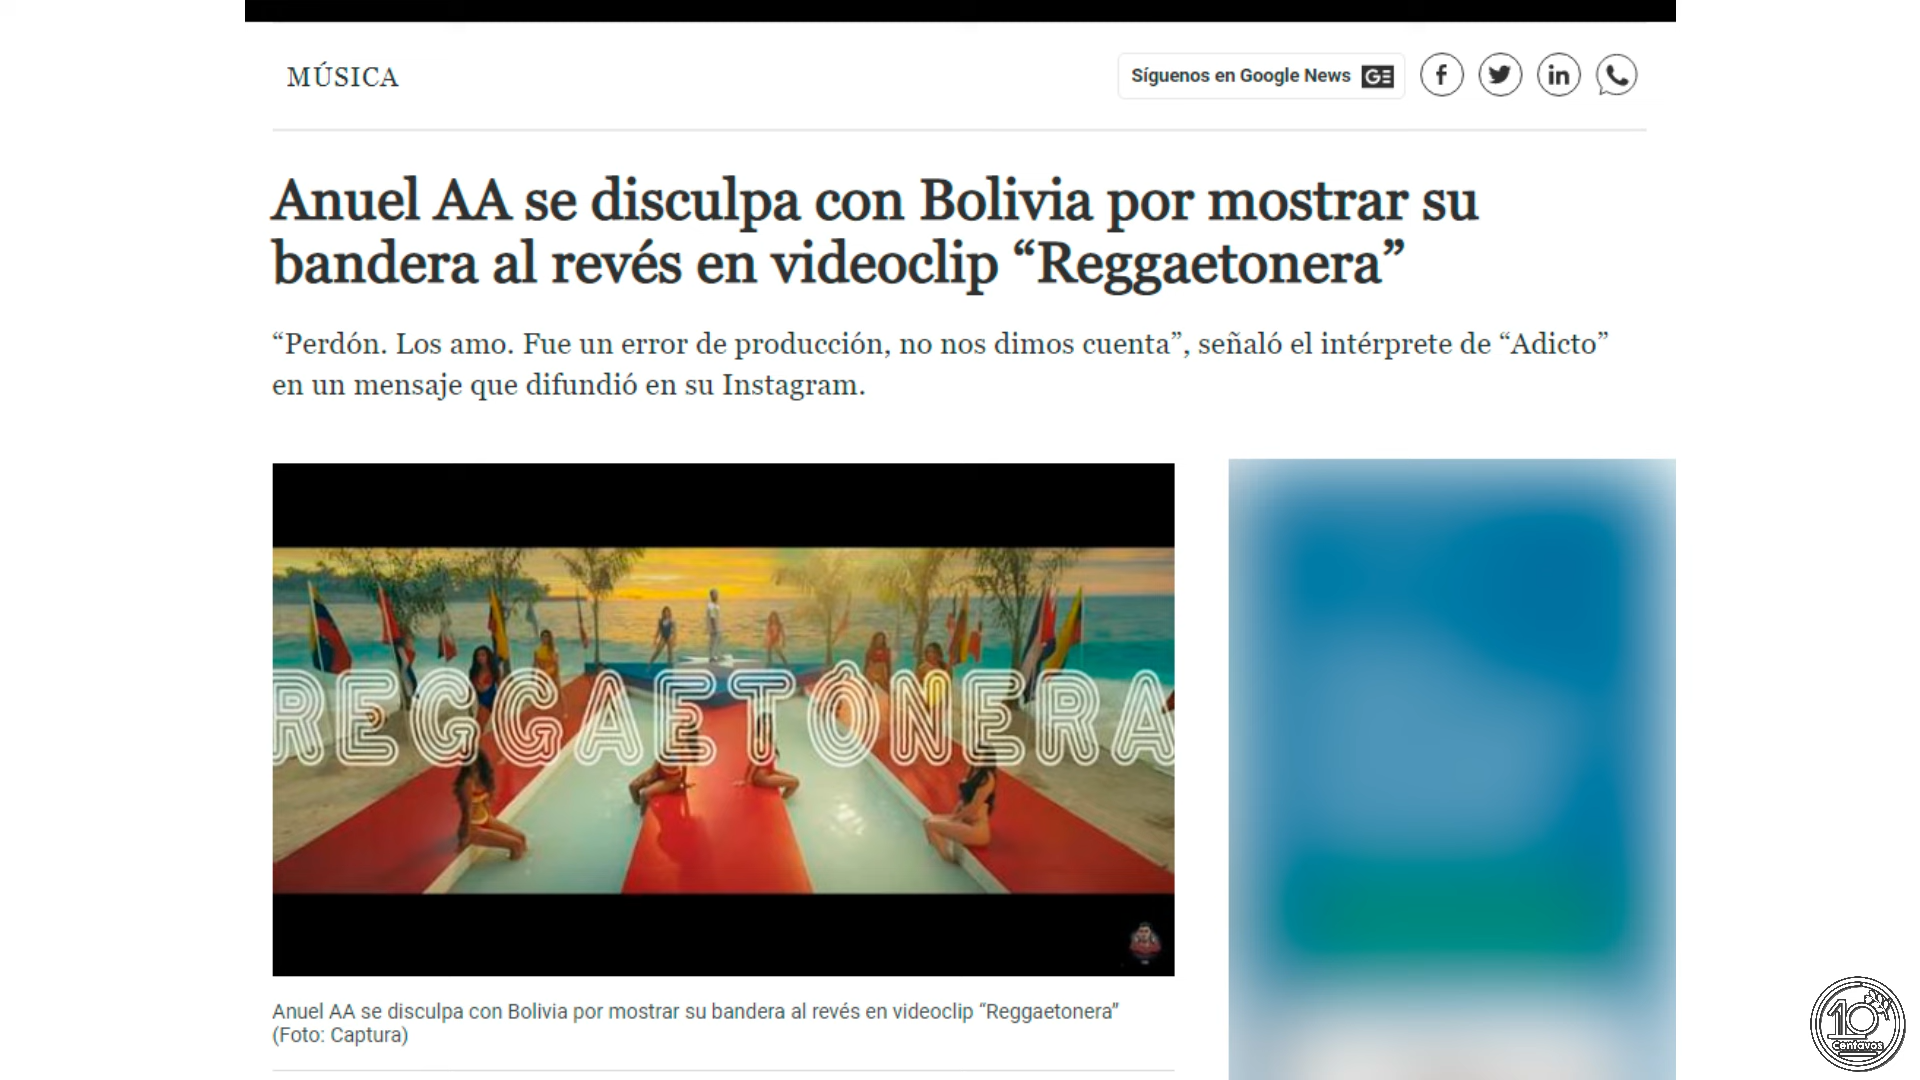 MÚSICA
Síguenos en Google News
Anuel AA se disculpa con Bolivia por mostrar su
bandera al revés en videoclip “Reggaetonera”
“Perdón. Los amo. Fue un error de producción, no nos dimos cuenta”, señaló el intérprete de “Adicto”
en un mensaje que difundió en su Instagram.
REGGAETÓNERA
Anuel AA se disculpa con Bolivia por mostrar su bandera al revés en videoclip “Reggaetonera”
(Foto: Captura)
10
Centavos